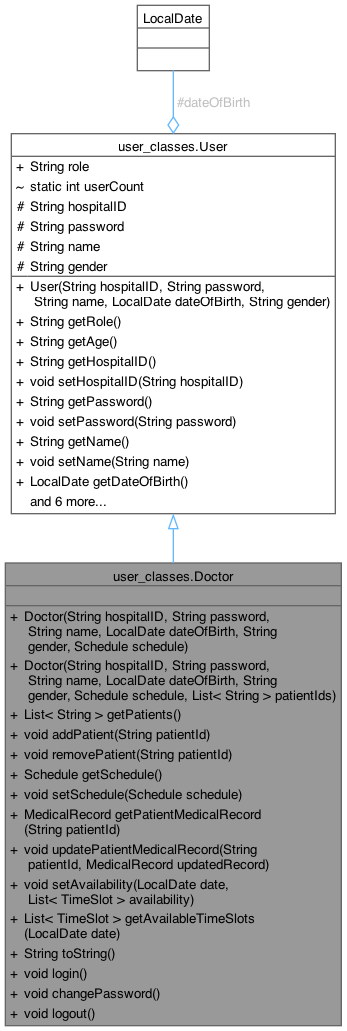 LocalDate
#dateOfBirth
user_classes.User
+ String role
~ static int userCount
# String hospitalID
# String password
# String name
# String gender
+ User(String hospitalID, String password,
String name, LocalDate dateOfBirth, String gender)
+ String getRole()
+ String getAge()
+ String getHospitalID()
+ void setHospitalID(String hospitalID)
+ String getPassword()
+ void setPassword(String password)
+ String getName()
+ void setName(String name)
+ LocalDate getDateOfBirth()
and 6 more...
user_classes.Doctor
+ Doctor(String hospitalID, String password,
String name, LocalDate dateOfBirth, String
gender, Schedule schedule)
+ Doctor(String hospitalID, String password,
String name, LocalDate dateOfBirth, String
gender, Schedule schedule, List< String > patientIds)
+ List< String > getPatients()
+ void addPatient(String patientId)
+ void removePatient(String patientId)
+ Schedule getSchedule()
+ void setSchedule(Schedule schedule)
+ MedicalRecord getPatientMedicalRecord
(String patientId)
+ void updatePatientMedicalRecord(String
patientId, MedicalRecord updatedRecord)
+ void setAvailability(LocalDate date,
List< TimeSlot > availability)
+ List< TimeSlot > getAvailableTimeSlots
(LocalDate date)
+ String toString()
+ void login()
+ void changePassword()
+ void logout()